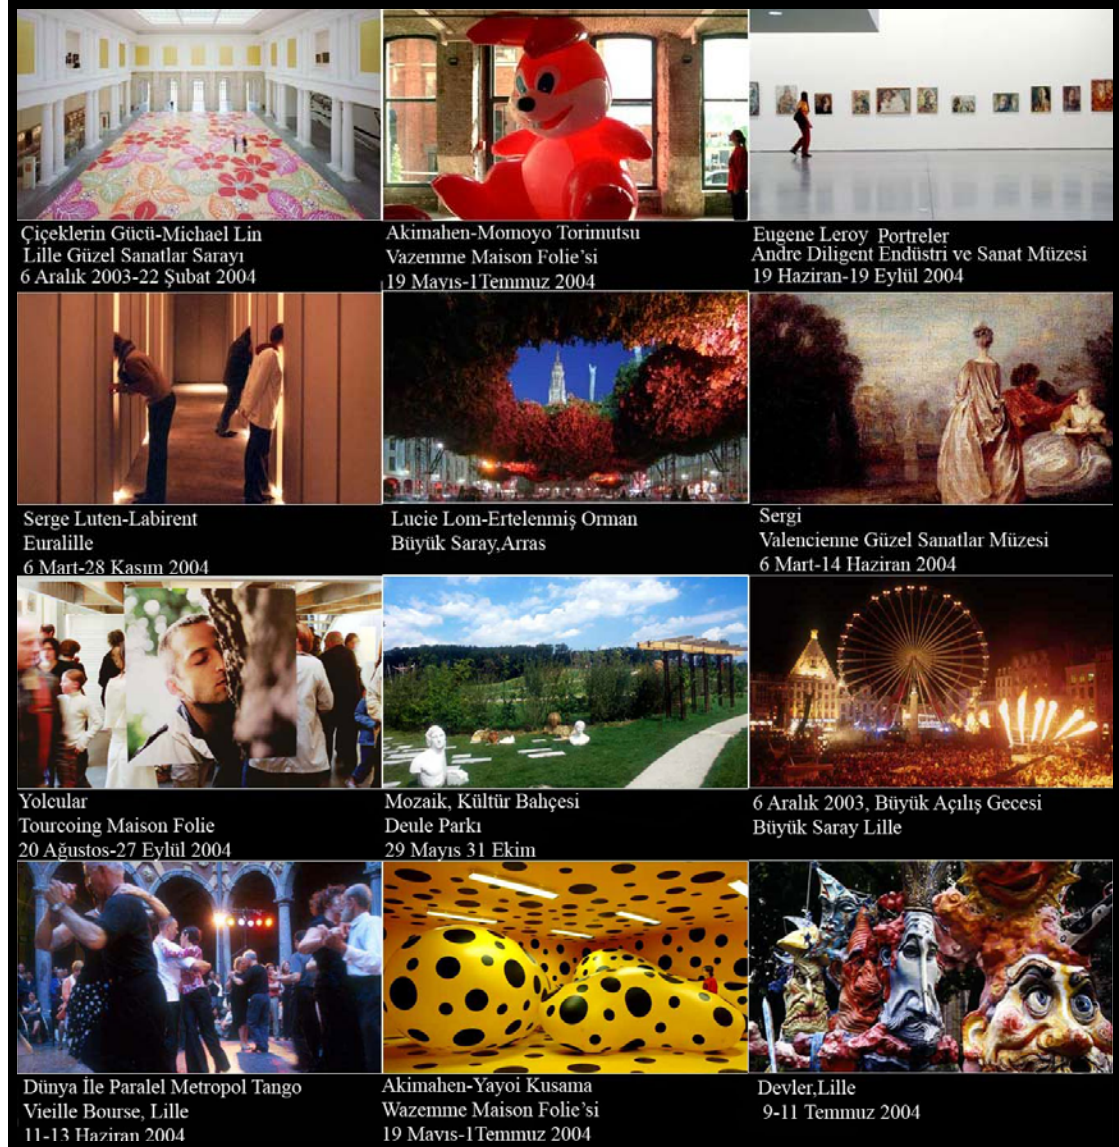 Çiçeklerin Gücü-Michael Lin
Lille Güzel Sanatlar Sarayı
6 Aralık 2003-22 Şubat 2004
Akimahen-Momoyo Torimutsu
Vazemme Maison Folie’si
19 Mayıs-1Temmuz 2004
Eugene Leroy Portreler
Andre Diligent Endüstri ve Sanat Müzesi
19 Haziran-19 Eylül 2004
Serge Luten-Labirent
Euralille
6 Mart-28 Kasım 2004
Lucie Lom-Ertelenmiş Orman
Büyük Saray,Arras
Sergi
Valencienne Güzel Sanatlar Müzesi
6 Mart-14 Haziran 2004
Yolcular
Tourcoing Maison Folie
20 Ağustos-27 Eylül 2004
Mozaik, Kültür Bahçesi
Deule Parkı
29 Mayıs 31 Ekim
6 Aralık 2003, Büyük Açılış Gecesi
Büyük Saray Lille
Dünya İle Paralel Metropol Tango
Vieille Bourse, Lille
11-13 Haziran 2004
Akimahen-Yayoi Kusama
Wazemme Maison Folie’si
19 Mayıs-1Temmuz 2004
Devler,Lille
9-11 Temmuz 2004